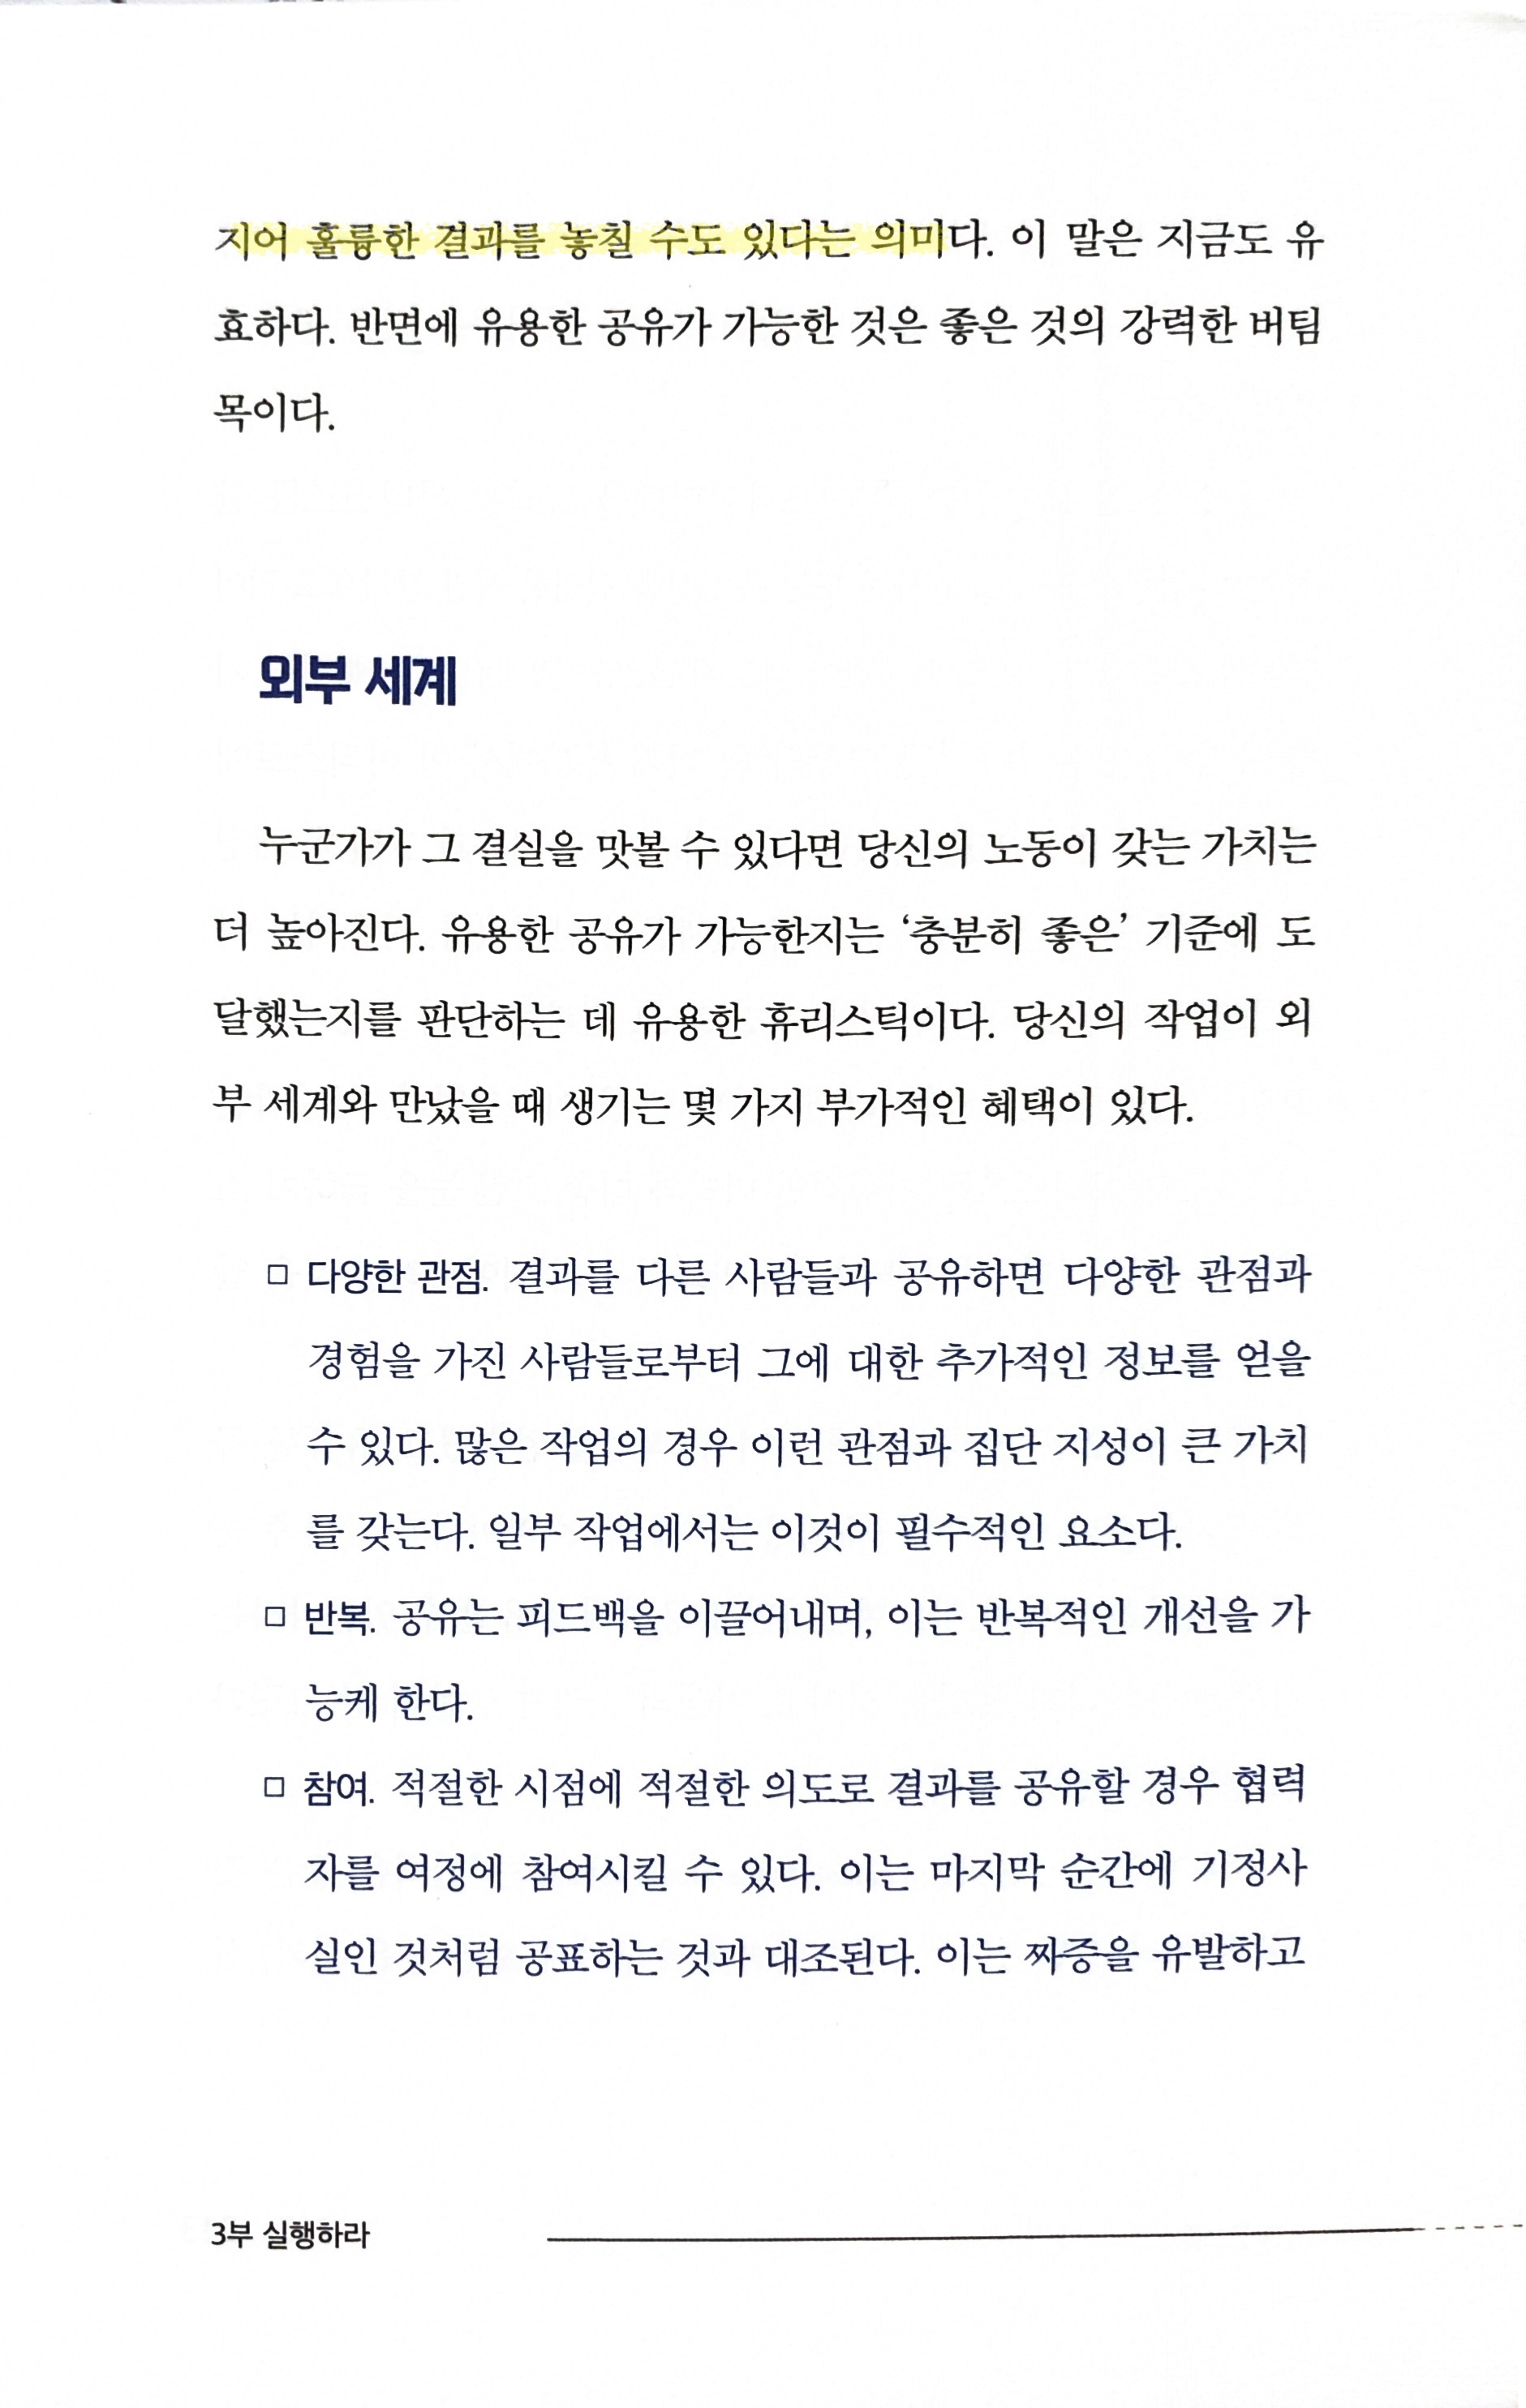 지어 훌륭한 결과를 놓칠 수도 있다는 의미다. 이 말은 지금도 유
효하다. 반면에 유용한 공유가 가능한 것은 좋은 것의 강력한 버팀
목이다.
외부 세계
누군가가 그 결실을 맛볼 수 있다면 당신의 노동이 갖는 가치는
더 높아진다. 유용한 공유가 가능한지는 ‘충분히 좋은’ 기준에 도
달했는지를 판단하는 데 유용한 휴리스틱이다. 당신의 작업이 외
부 세계와 만났을 때 생기는 몇 가지 부가적인 혜택이 있다.
□ 다양한 관점. 결과를 다른 사람들과 공유하면 다양한 관점과
경험을 가진 사람들로부터 그에 대한 추가적인 정보를 얻을
수 있다. 많은 작업의 경우 이런 관점과 집단 지성이 큰 가치
를 갖는다. 일부 작업에서는 이것이 필수적인 요소다.
□ 반복. 공유는 피드백을 이끌어내며, 이는 반복적인 개선을 가
능케 한다.
□ 참여. 적절한 시점에 적절한 의도로 결과를 공유할 경우 협력
자를 여정에 참여시킬 수 있다. 이는 마지막 순간에 기정사
실인 것처럼 공표하는 것과 대조된다. 이는 짜증을 유발하고
3부 실행하라